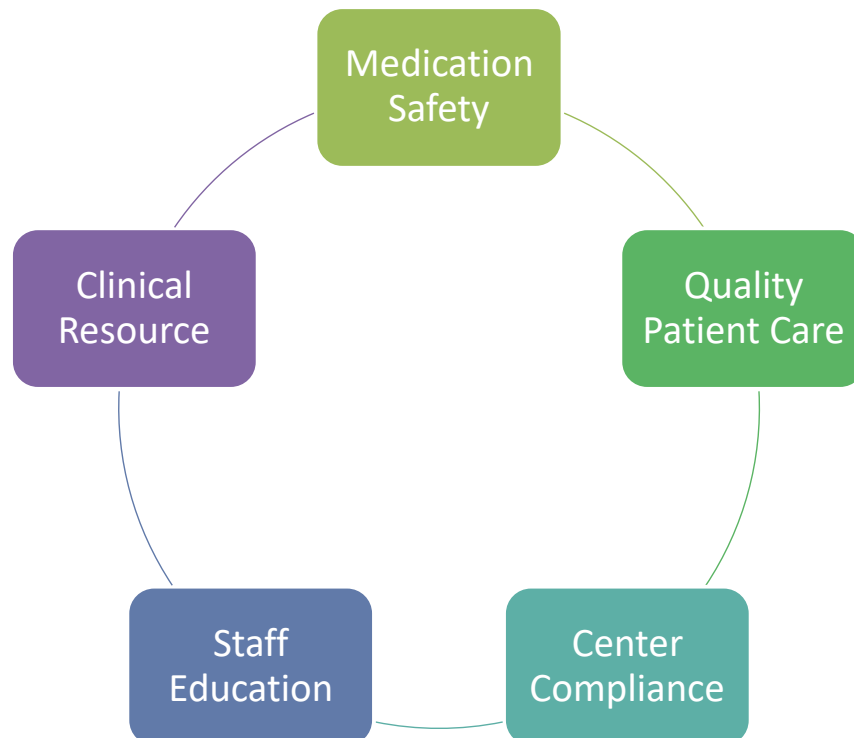 Medication
Safety
Quality
Patient Care
Center
Compliance
Staff
Education
Clinical
Resource